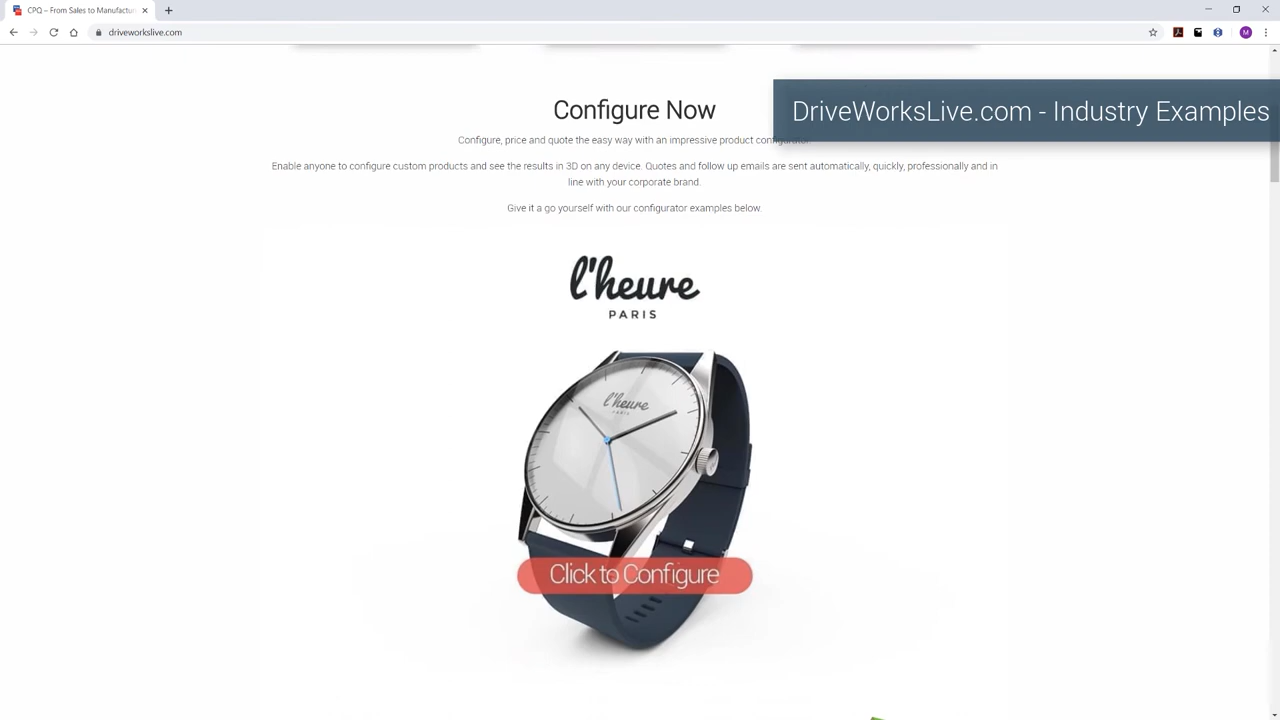 CPQ – From Sales to Manufactur
driveworkslive.com
M
DriveWorksLive.com - Industry Examples
Configure Now
Configure, price and quote the easy way with an impressive product configurator.
Enable anyone to configure custom products and see the results in 3D on any device. Quotes and follow up emails are sent automatically, quickly, professionally and in
line with your corporate brand.
Give it a go yourself with our configurator examples below.
l'heure
PARIS
l'heure
PARIS
Click to Configure